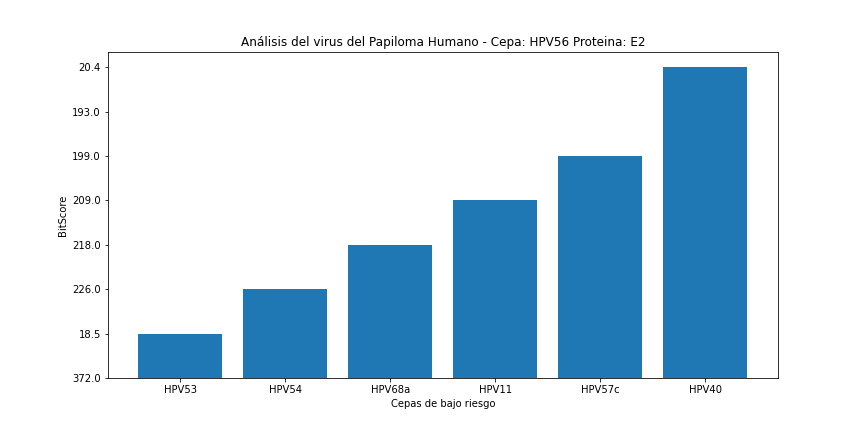 Análisis del virus del Papiloma Humano - Cepa: HPV56 Proteina: E2
20.4
193.0
199.0
209.0
218.0
226.0
18.5
372.0
BitScore
HPV53 HPV54 HPV68a HPV11 HPV57c HPV40
Cepas de bajo riesgo